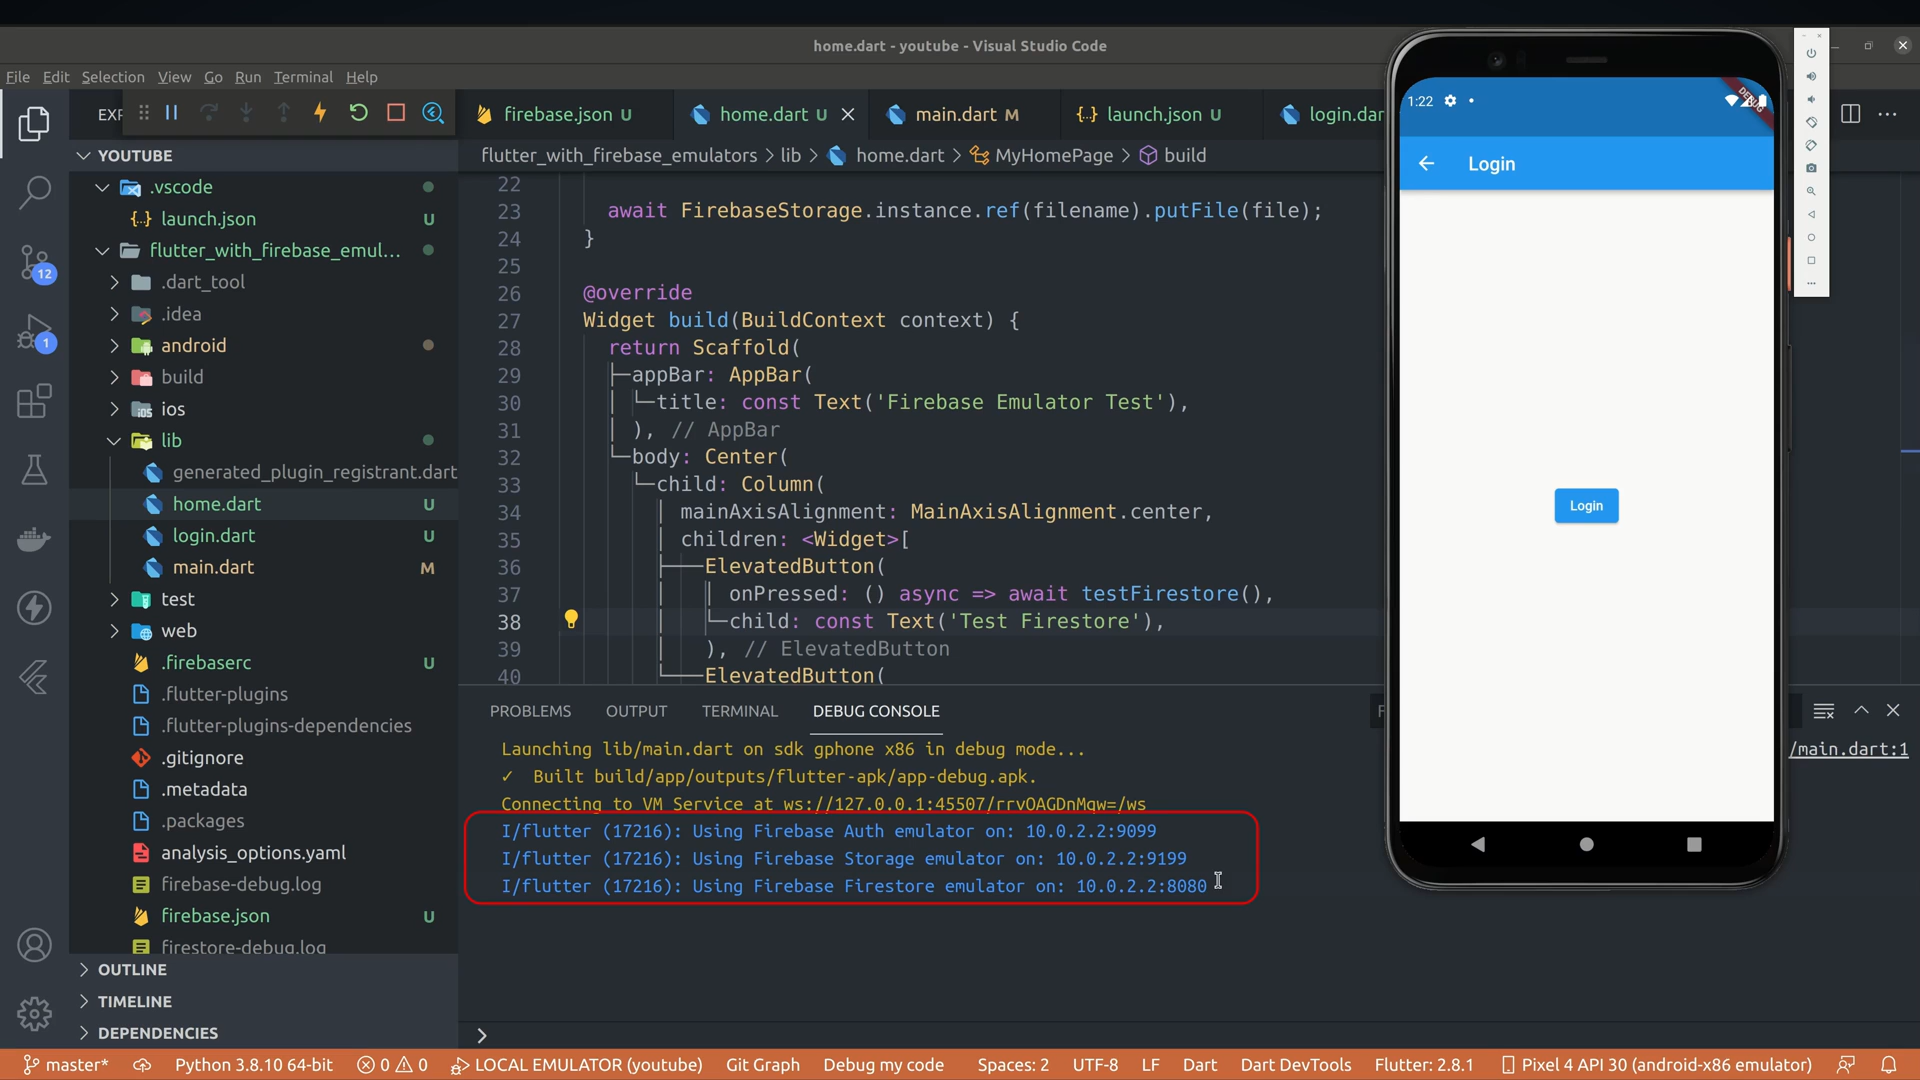 home.dart - youtube - Visual Studio Code
File Edit Selection View Go Run Terminal Help
EXP
firebase.json U
home.dart U
main.dart M
launch.json U
login.dar
YOUTUBE
.vscode
launch.json U
flutter_with_firebase_emul...
.dart_tool
.idea
android
build
ios
lib
generated_plugin_registrant.dart
home.dart U
login.dart U
main.dart M
test
web
.firebaserc U
.flutter-plugins
.flutter-plugins-dependencies
.gitignore
.metadata
.packages
analysis_options.yaml
firebase-debug.log
firebase.json U
firestore-debug.log
OUTLINE
TIMELINE
DEPENDENCIES
12
1
flutter_with_firebase_emulators > lib > home.dart > MyHomePage > build
22
23 await FirebaseStorage.instance.ref(filename).putFile(file);
24 }
25
26 @override
27 Widget build(BuildContext context) {
28 return Scaffold(
29 appBar: AppBar(
30 title: const Text('Firebase Emulator Test'),
31 ), // AppBar
32 body: Center(
33 child: Column(
34 mainAxisAlignment: MainAxisAlignment.center,
35 children: <Widget>[
36 ElevatedButton(
37 onPressed: () async => await testFirestore(),
38 child: const Text('Test Firestore'),
39 ), // ElevatedButton
40 ElevatedButton(
PROBLEMS OUTPUT TERMINAL DEBUG CONSOLE
Launching lib/main.dart on sdk gphone x86 in debug mode...
✓ Built build/app/outputs/flutter-apk/app-debug.apk.
Connecting to VM Service at ws://127.0.0.1:45507/rrvOAGDnMqw=/ws
I/flutter (17216): Using Firebase Auth emulator on: 10.0.2.2:9099
I/flutter (17216): Using Firebase Storage emulator on: 10.0.2.2:9199
I/flutter (17216): Using Firebase Firestore emulator on: 10.0.2.2:8080
/main.dart:1
1:22
DEBUG
Login
Login
master* Python 3.8.10 64-bit 0 0 LOCAL EMULATOR (youtube) Git Graph Debug my code Spaces: 2 UTF-8 LF Dart Dart DevTools Flutter: 2.8.1 Pixel 4 API 30 (android-x86 emulator)